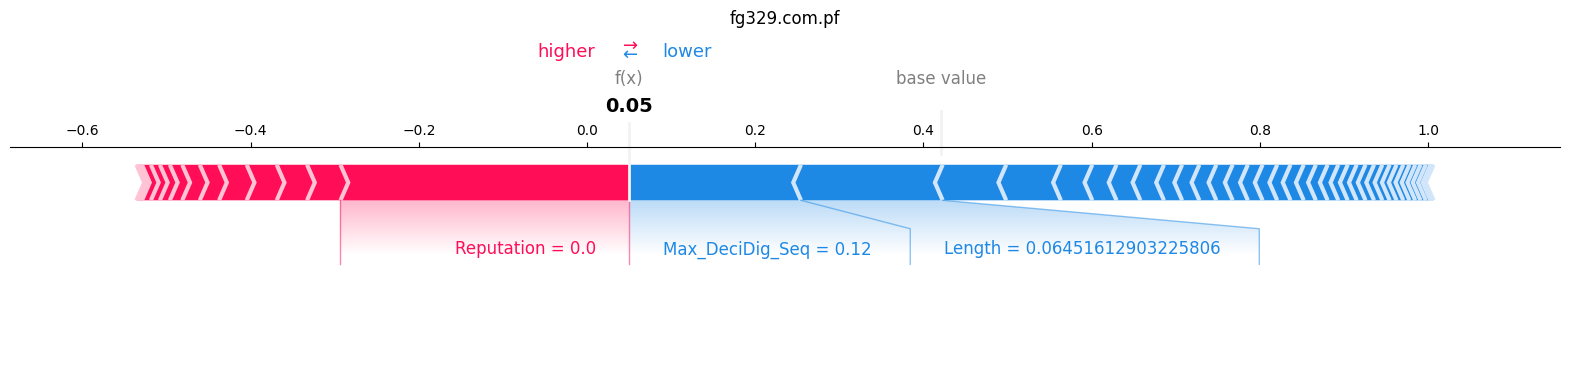 fg329.com.pf
higher → ← lower
f(x) base value
0.05
−0.6 −0.4 −0.2 0.0 0.2 0.4 0.6 0.8 1.0
Reputation = 0.0 Max_DeciDig_Seq = 0.12 Length = 0.06451612903225806